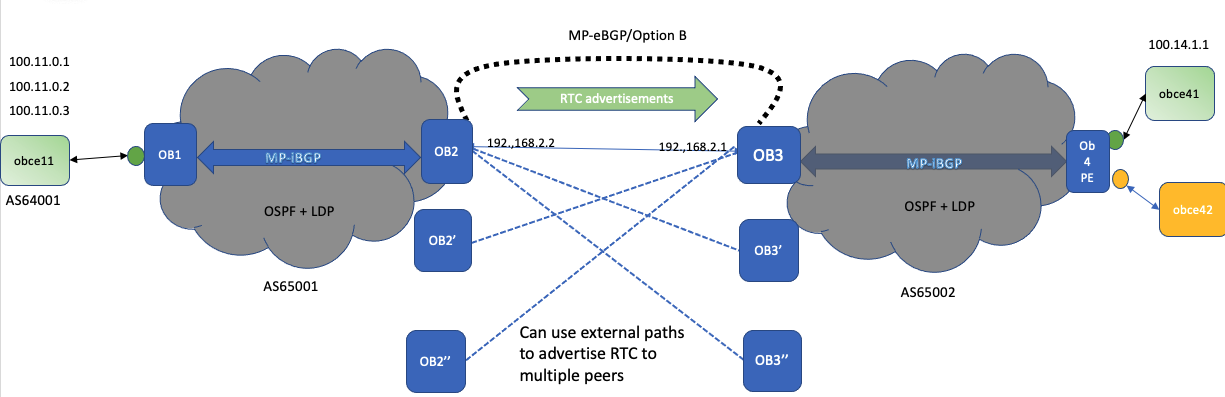 MP-eBGP/Option B
100.14.1.1
100.11.0.1
100.11.0.2
100.11.0.3
RTC advertisements
obce41
obce11
OB1
MP-iBGP
OB2
192,.168.2.2
192,.168.2.1
OB3
MP-iBGP
Ob
4
PE
AS64001
OSPF + LDP
OSPF + LDP
obce42
OB2’
OB3’
AS65001
AS65002
Can use external paths
to advertise RTC to
multiple peers
OB2’’
OB3’’